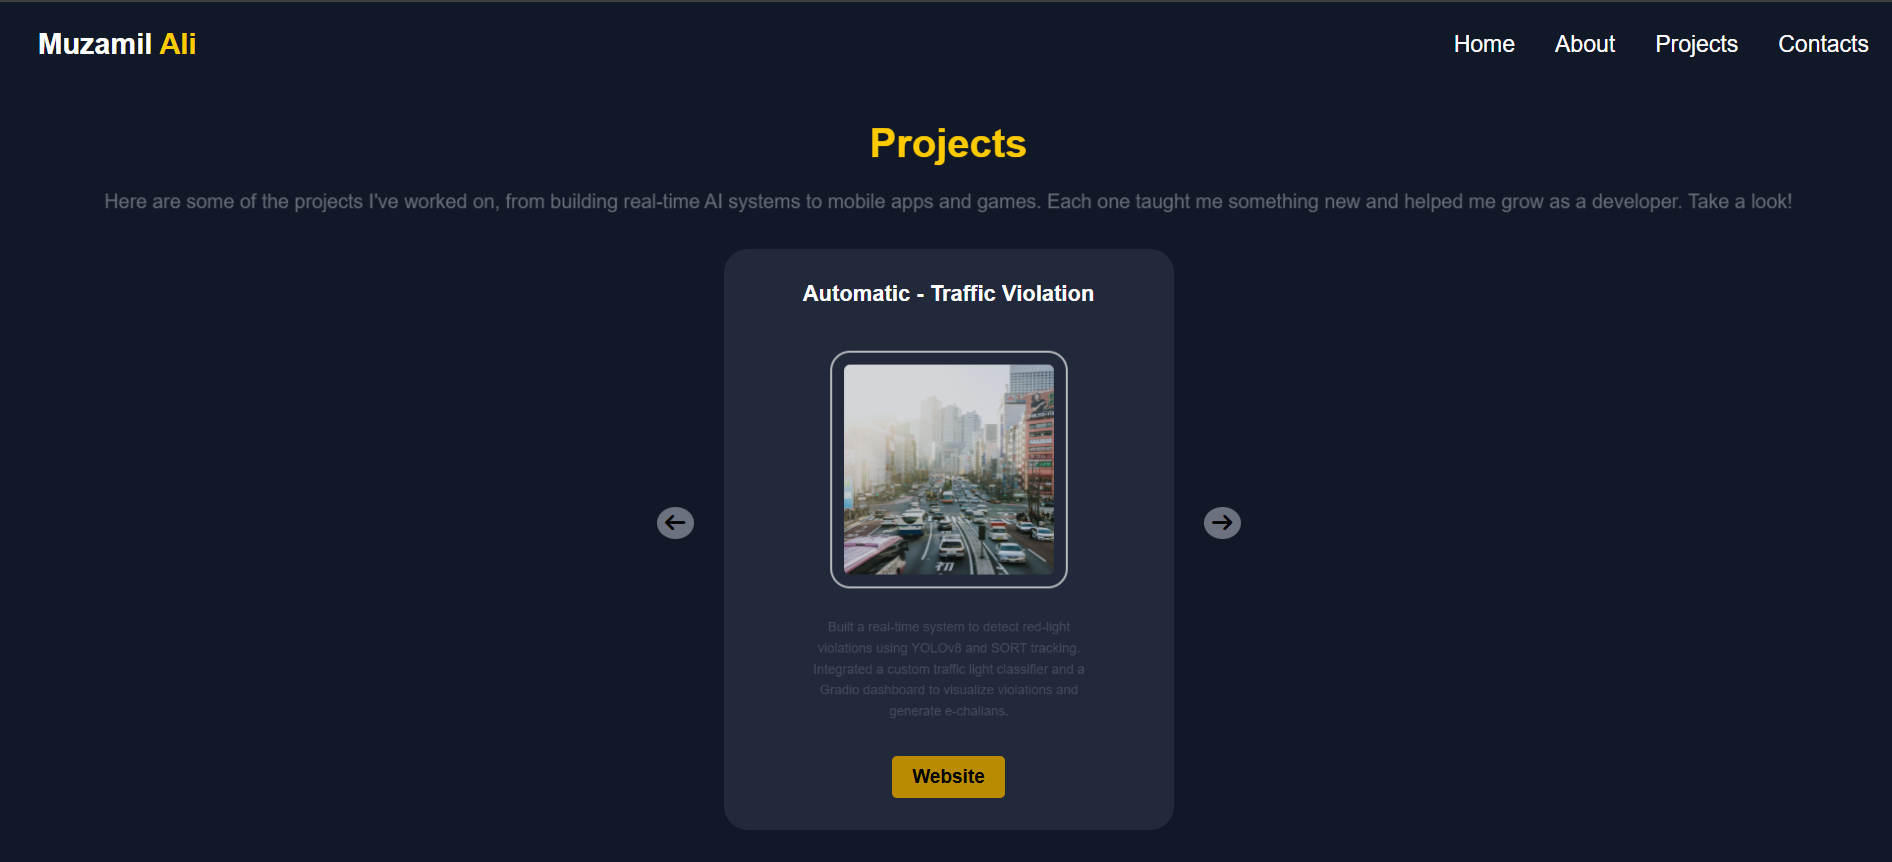 Muzamil Ali
Home About Projects Contacts
Projects
Here are some of the projects I've worked on, from building real-time AI systems to mobile apps and games. Each one taught me something new and helped me grow as a developer. Take a look!
Automatic - Traffic Violation
Built a real-time system to detect red-light
violations using YOLOv8 and SORT tracking.
Integrated a custom traffic light classifier and a
Gradio dashboard to visualize violations and
generate e-challans.
Website